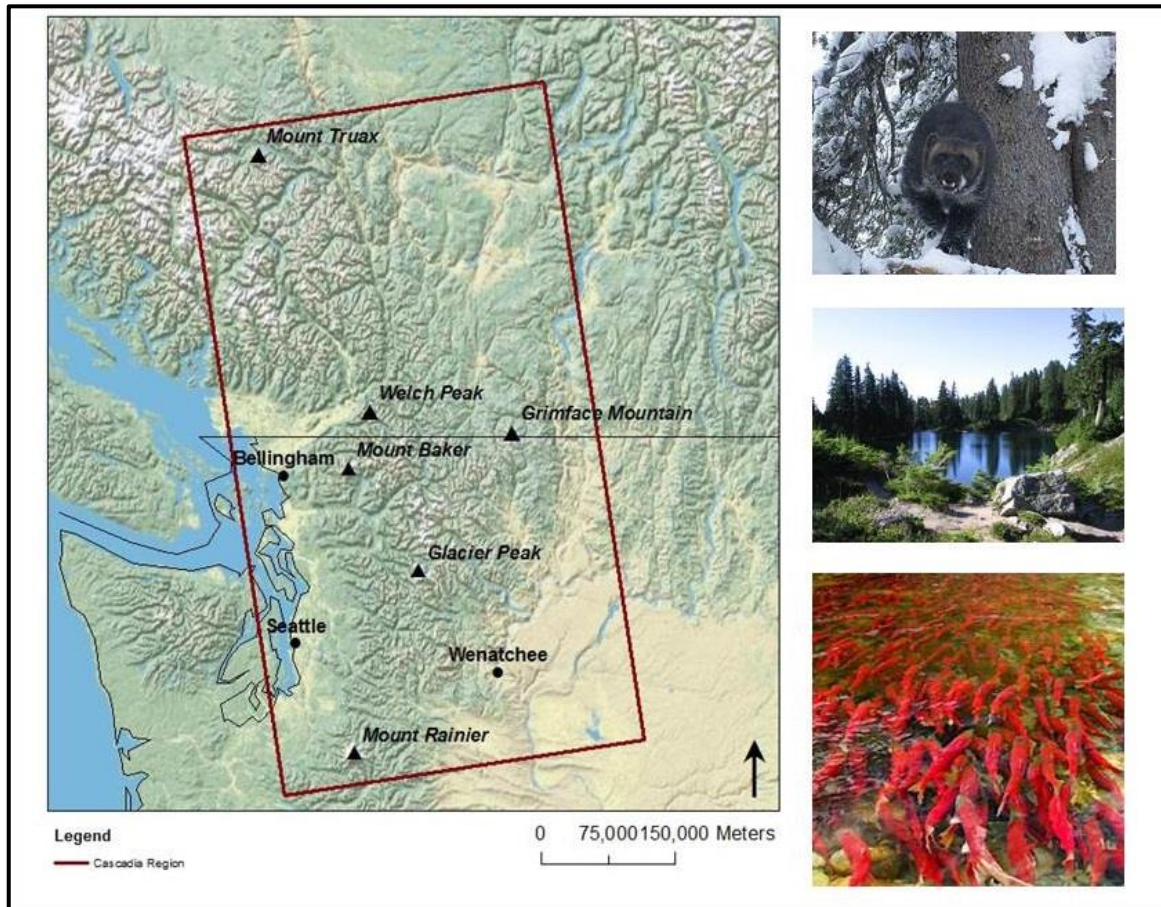 Mount Truax
Welch Peak
Grimface Mountain
Mount Baker
Bellingham
Glacier Peak
Seattle
Wenatchee
Mount Rainier
Legend
Cascadia Region
0 75,000150,000 Meters